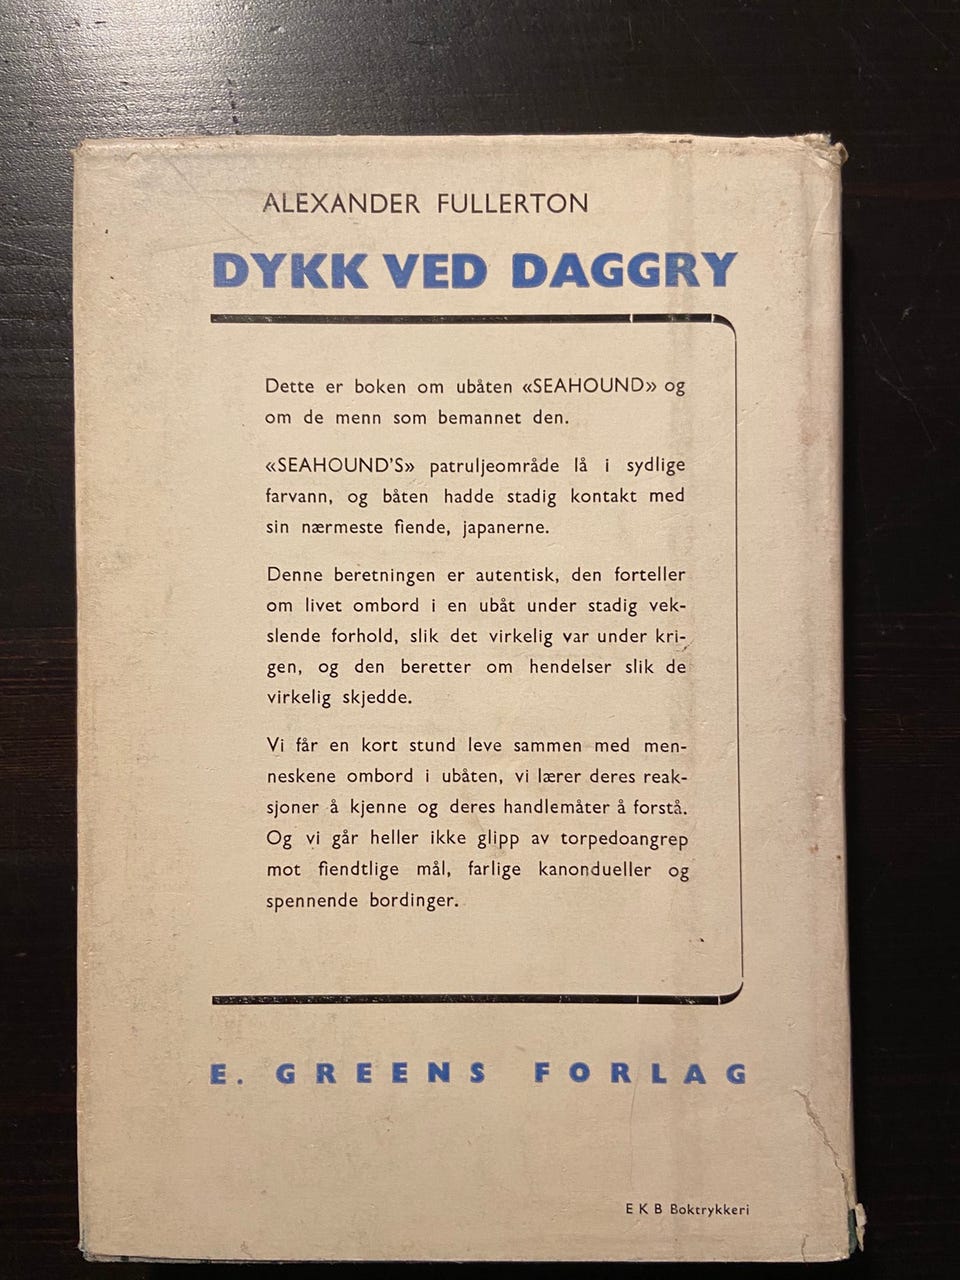 ALEXANDER FULLERTON
DYKK VED DAGGRY
Dette er boken om ubåten «SEAHOUND» og
om de menn som bemannet den.
«SEAHOUND'S» patruljeområde lå i sydlige
farvann, og båten hadde stadig kontakt med
sin nærmeste fiende, japanerne.
Denne beretningen er autentisk, den forteller
om livet ombord i en ubåt under stadig vek-
slende forhold, slik det virkelig var under kri-
gen, og den beretter om hendelser slik de
virkelig skjedde.
Vi får en kort stund leve sammen med men-
neskene ombord i ubåten, vi lærer deres reak-
sjoner å kjenne og deres handlemåter å forstå.
Og vi går heller ikke glipp av torpedoangrep
mot fiendtlige mål, farlige kanondueller og
spennende bordinger.
E. GREENS FORLAG
EKB Boktrykkeri